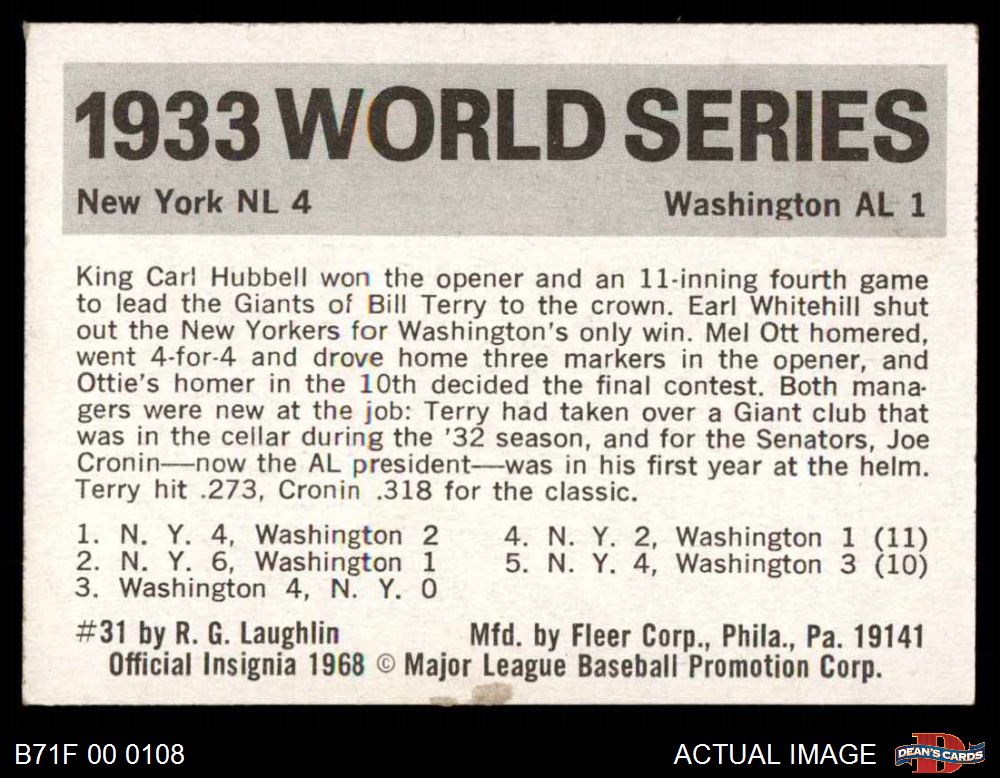 1933 WORLD SERIES
New York NL 4 Washington AL 1
King Carl Hubbell won the opener and an 11-inning fourth game
to lead the Giants of Bill Terry to the crown. Earl Whitehill shut
out the New Yorkers for Washington's only win. Mel Ott homered,
went 4-for-4 and drove home three markers in the opener, and
Ottie's homer in the 10th decided the final contest. Both mana-
gers were new at the job: Terry had taken over a Giant club that
was in the cellar during the '32 season, and for the Senators, Joe
Cronin—now the AL president—was in his first year at the helm.
Terry hit .273, Cronin .318 for the classic.
1. N. Y. 4, Washington 2
2. N. Y. 6, Washington 1
3. Washington 4, N. Y. 0
4. N. Y. 2, Washington 1 (11)
5. N. Y. 4, Washington 3 (10)
#31 by R. G. Laughlin Mfd. by Fleer Corp., Phila., Pa. 19141
Official Insignia 1968 © Major League Baseball Promotion Corp.
B71F 00 0108 ACTUAL IMAGE DEAN'S CARDS